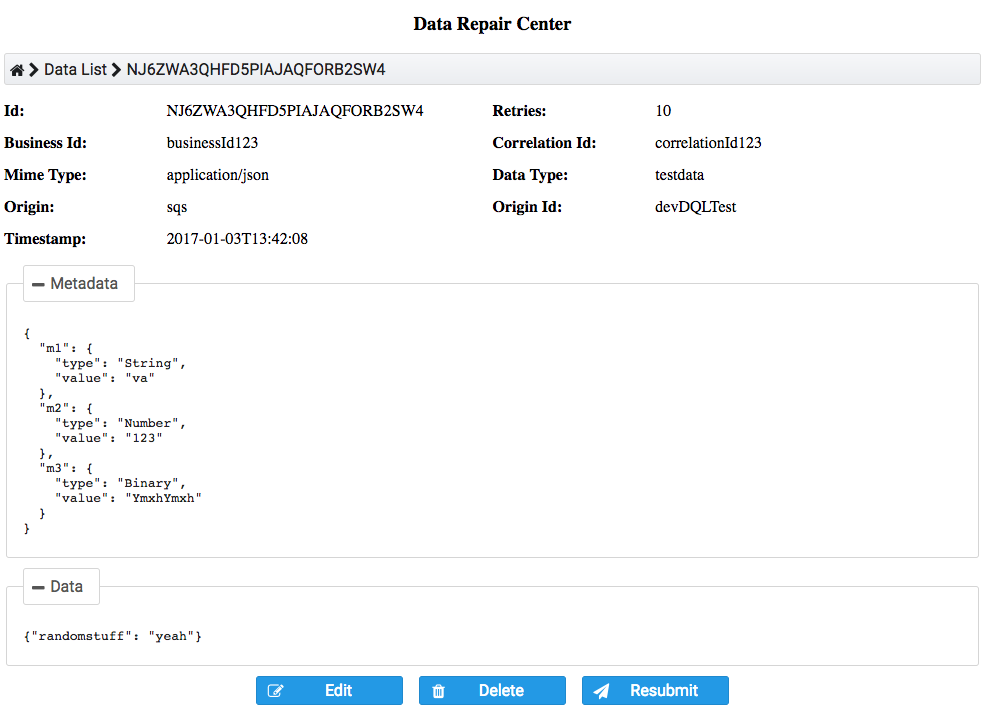 Data Repair Center
Data List NJ6ZWA3QHFD5PIAJAQFORB2SW4
Id: NJ6ZWA3QHFD5PIAJAQFORB2SW4 Retries: 10
Business Id: businessId123 Correlation Id: correlationId123
Mime Type: application/json Data Type: testdata
Origin: sqs Origin Id: devDQLTest
Timestamp: 2017-01-03T13:42:08
Metadata
{
  "m1": {
    "type": "String",
    "value": "va"
  },
  "m2": {
    "type": "Number",
    "value": "123"
  },
  "m3": {
    "type": "Binary",
    "value": "YmxhYmxh"
  }
}
Data
{"randomstuff": "yeah"}
Edit Delete Resubmit